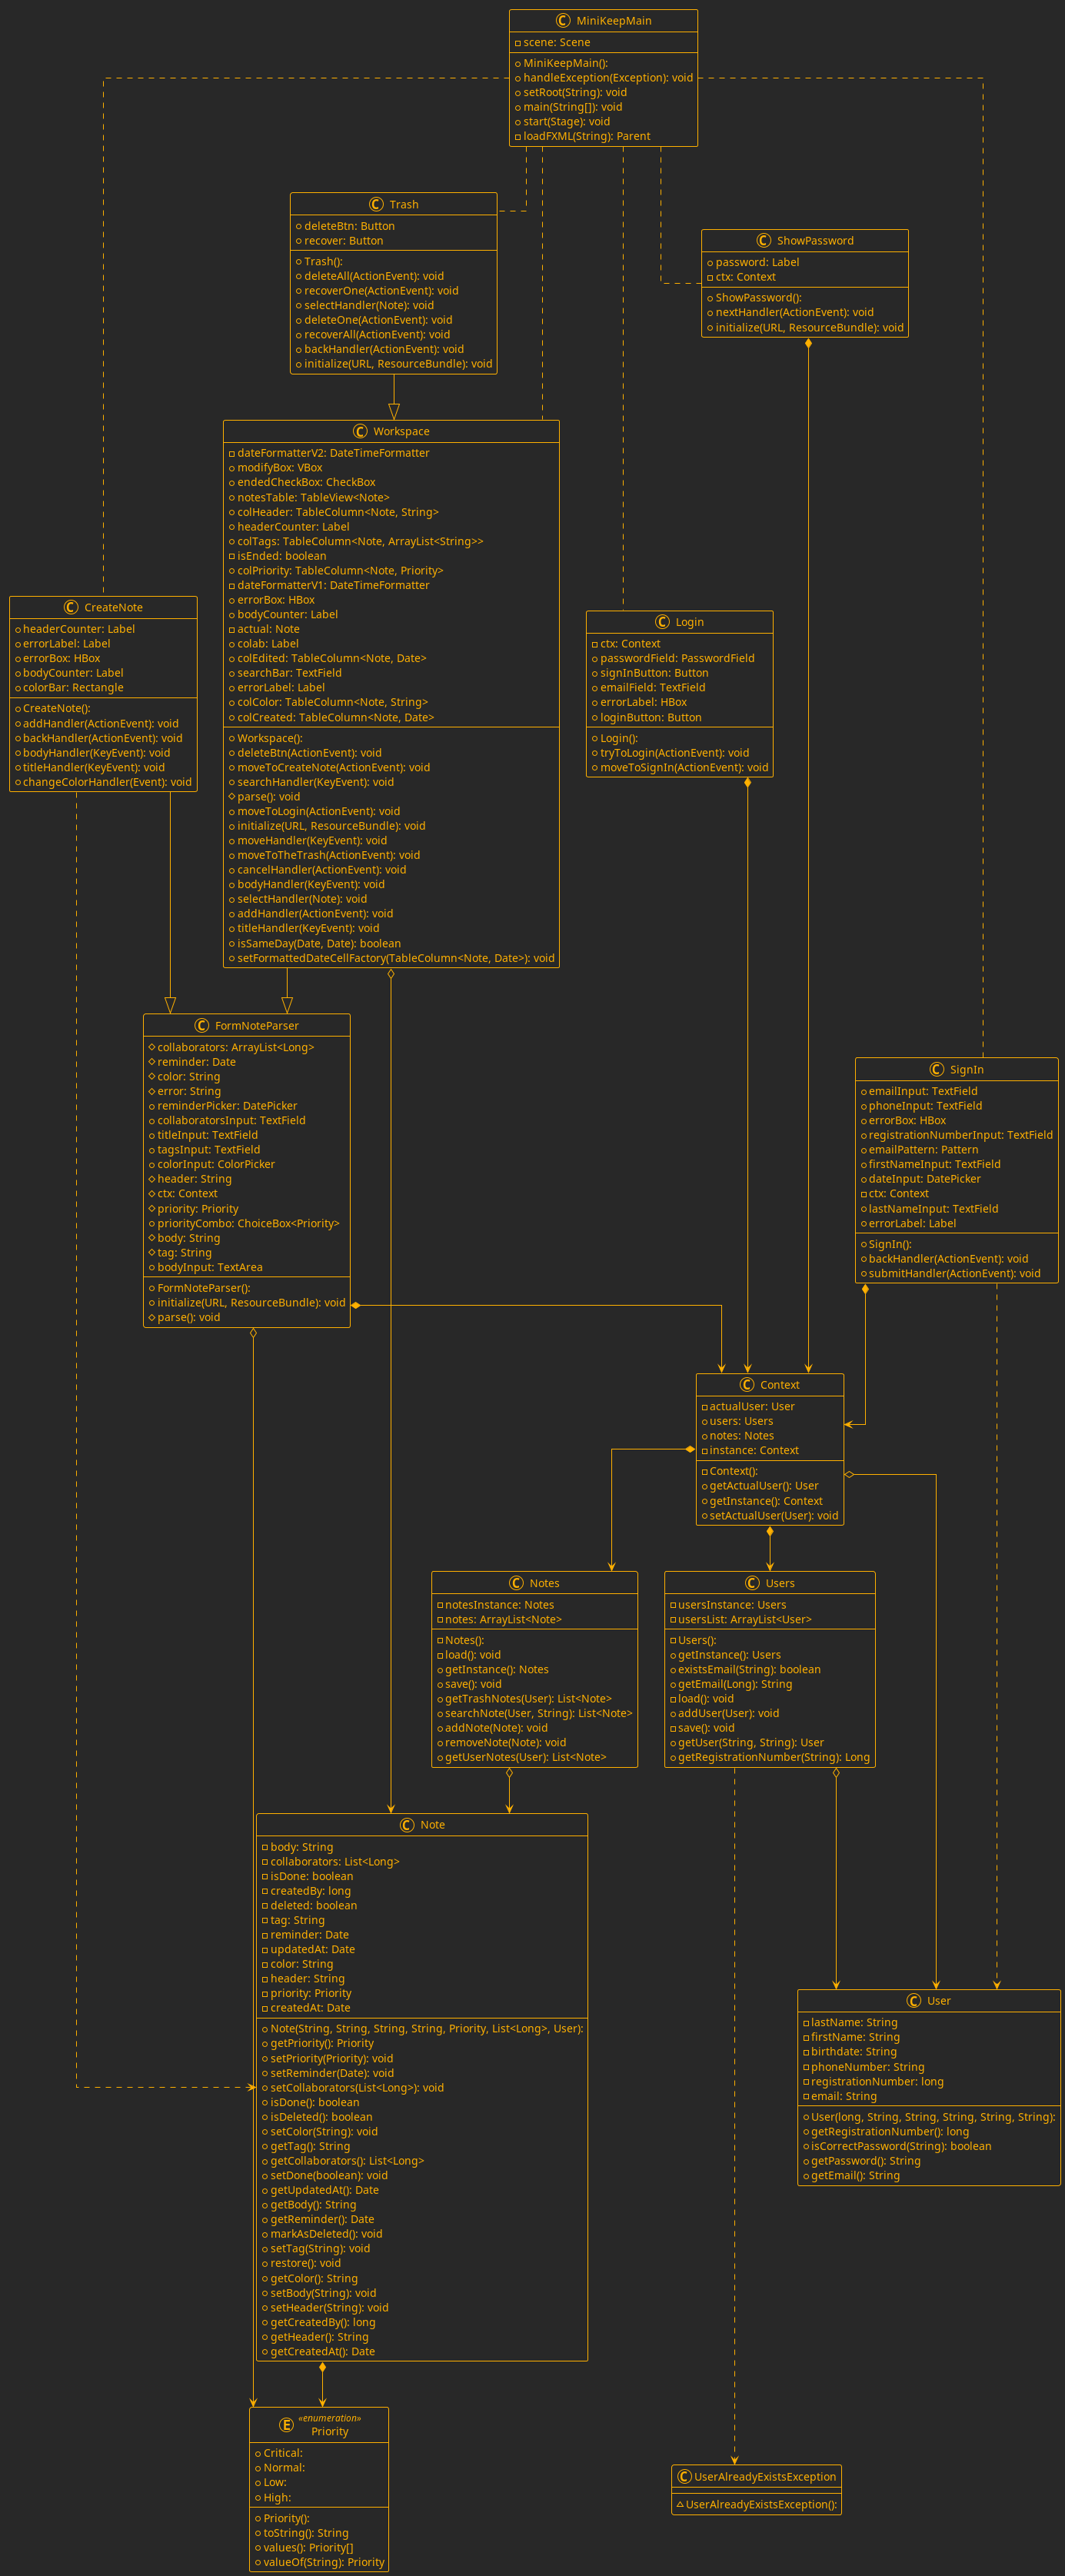 MiniKeepMain
scene: Scene
MiniKeepMain():
handleException(Exception): void
setRoot(String): void
main(String[]): void
start(Stage): void
loadFXML(String): Parent
Trash
deleteBtn: Button
recover: Button
Trash():
deleteAll(ActionEvent): void
recoverOne(ActionEvent): void
selectHandler(Note): void
deleteOne(ActionEvent): void
recoverAll(ActionEvent): void
backHandler(ActionEvent): void
initialize(URL, ResourceBundle): void
ShowPassword
password: Label
ctx: Context
ShowPassword():
nextHandler(ActionEvent): void
initialize(URL, ResourceBundle): void
Workspace
dateFormatterV2: DateTimeFormatter
modifyBox: VBox
endedCheckBox: CheckBox
notesTable: TableView<Note>
colHeader: TableColumn<Note, String>
headerCounter: Label
colTags: TableColumn<Note, ArrayList<String>>
isEnded: boolean
colPriority: TableColumn<Note, Priority>
dateFormatterV1: DateTimeFormatter
errorBox: HBox
bodyCounter: Label
actual: Note
colab: Label
colEdited: TableColumn<Note, Date>
searchBar: TextField
errorLabel: Label
colColor: TableColumn<Note, String>
colCreated: TableColumn<Note, Date>
Workspace():
deleteBtn(ActionEvent): void
moveToCreateNote(ActionEvent): void
searchHandler(KeyEvent): void
parse(): void
moveToLogin(ActionEvent): void
initialize(URL, ResourceBundle): void
moveHandler(KeyEvent): void
moveToTheTrash(ActionEvent): void
cancelHandler(ActionEvent): void
bodyHandler(KeyEvent): void
selectHandler(Note): void
addHandler(ActionEvent): void
titleHandler(KeyEvent): void
isSameDay(Date, Date): boolean
setFormattedDateCellFactory(TableColumn<Note, Date>): void
CreateNote
headerCounter: Label
errorLabel: Label
errorBox: HBox
bodyCounter: Label
colorBar: Rectangle
CreateNote():
addHandler(ActionEvent): void
backHandler(ActionEvent): void
bodyHandler(KeyEvent): void
titleHandler(KeyEvent): void
changeColorHandler(Event): void
Login
ctx: Context
passwordField: PasswordField
signInButton: Button
emailField: TextField
errorLabel: HBox
loginButton: Button
Login():
tryToLogin(ActionEvent): void
moveToSignIn(ActionEvent): void
FormNoteParser
collaborators: ArrayList<Long>
reminder: Date
color: String
error: String
reminderPicker: DatePicker
collaboratorsInput: TextField
titleInput: TextField
tagsInput: TextField
colorInput: ColorPicker
header: String
ctx: Context
priority: Priority
priorityCombo: ChoiceBox<Priority>
body: String
tag: String
bodyInput: TextArea
FormNoteParser():
initialize(URL, ResourceBundle): void
parse(): void
SignIn
emailInput: TextField
phoneInput: TextField
errorBox: HBox
registrationNumberInput: TextField
emailPattern: Pattern
firstNameInput: TextField
dateInput: DatePicker
ctx: Context
lastNameInput: TextField
errorLabel: Label
SignIn():
backHandler(ActionEvent): void
submitHandler(ActionEvent): void
Context
actualUser: User
users: Users
notes: Notes
instance: Context
Context():
getActualUser(): User
getInstance(): Context
setActualUser(User): void
Notes
notesInstance: Notes
notes: ArrayList<Note>
Notes():
load(): void
getInstance(): Notes
save(): void
getTrashNotes(User): List<Note>
searchNote(User, String): List<Note>
addNote(Note): void
removeNote(Note): void
getUserNotes(User): List<Note>
Users
usersInstance: Users
usersList: ArrayList<User>
Users():
getInstance(): Users
existsEmail(String): boolean
getEmail(Long): String
load(): void
addUser(User): void
save(): void
getUser(String, String): User
getRegistrationNumber(String): Long
Note
body: String
collaborators: List<Long>
isDone: boolean
createdBy: long
deleted: boolean
tag: String
reminder: Date
updatedAt: Date
color: String
header: String
priority: Priority
createdAt: Date
Note(String, String, String, String, Priority, List<Long>, User):
getPriority(): Priority
setPriority(Priority): void
setReminder(Date): void
setCollaborators(List<Long>): void
isDone(): boolean
isDeleted(): boolean
setColor(String): void
getTag(): String
getCollaborators(): List<Long>
setDone(boolean): void
getUpdatedAt(): Date
getBody(): String
getReminder(): Date
markAsDeleted(): void
setTag(String): void
restore(): void
getColor(): String
setBody(String): void
setHeader(String): void
getCreatedBy(): long
getHeader(): String
getCreatedAt(): Date
User
lastName: String
firstName: String
birthdate: String
phoneNumber: String
registrationNumber: long
email: String
User(long, String, String, String, String, String):
getRegistrationNumber(): long
isCorrectPassword(String): boolean
getPassword(): String
getEmail(): String
«enumeration»
Priority
Critical:
Normal:
Low:
High:
Priority():
toString(): String
values(): Priority[]
valueOf(String): Priority
UserAlreadyExistsException
UserAlreadyExistsException():